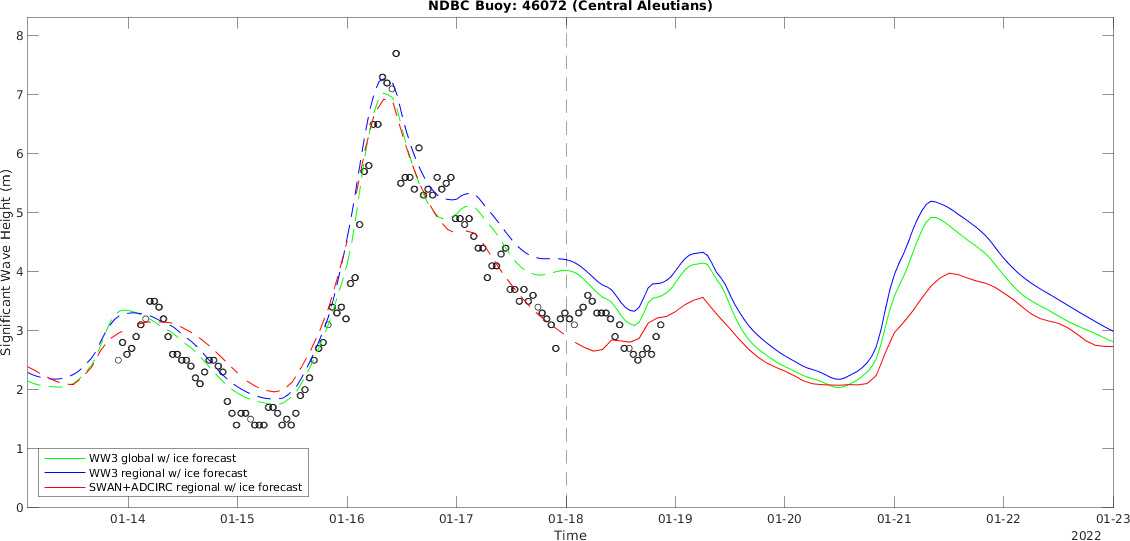 NDBC Buoy: 46072 (Central Aleutians)
8
7
6
5
4
3
2
1
0
Significant Wave Height (m)
WW3 global w/ ice forecast
WW3 regional w/ ice forecast
SWAN+ADCIRC regional w/ ice forecast
01-14 01-15 01-16 01-17 01-18 01-19 01-20 01-21 01-22 01-23
Time
2022